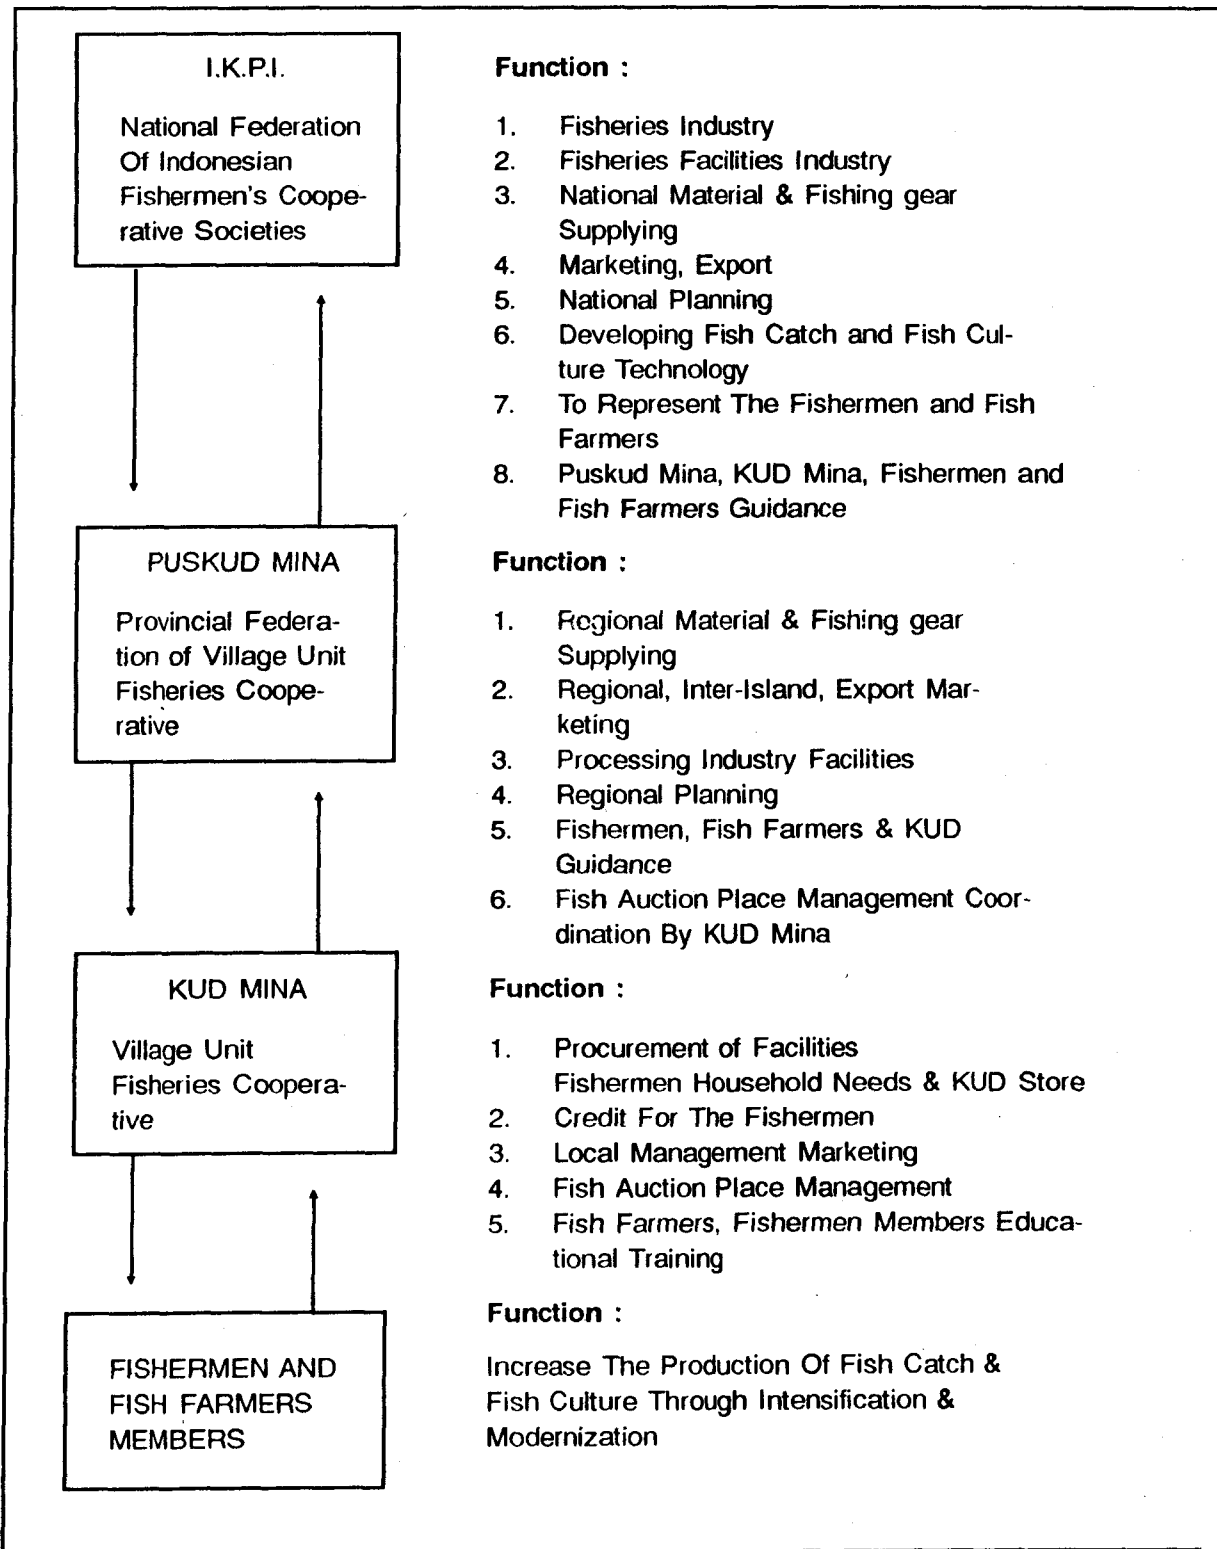 I.K.P.I.
National Federation
Of Indonesian
Fishermen's Coope-
rative Societies
Function :
1. Fisheries Industry
2. Fisheries Facilities Industry
3. National Material & Fishing gear
Supplying
4. Marketing, Export
5. National Planning
6. Developing Fish Catch and Fish Cul-
ture Technology
7. To Represent The Fishermen and Fish
Farmers
8. Puskud Mina, KUD Mina, Fishermen and
Fish Farmers Guidance
PUSKUD MINA
Provincial Federa-
tion of Village Unit
Fisheries Coope-
rative
Function :
1. Regional Material & Fishing gear
Supplying
2. Regional, Inter-Island, Export Mar-
keting
3. Processing Industry Facilities
4. Regional Planning
5. Fishermen, Fish Farmers & KUD
Guidance
6. Fish Auction Place Management Coor-
dination By KUD Mina
KUD MINA
Village Unit
Fisheries Coopera-
tive
Function :
1. Procurement of Facilities
Fishermen Household Needs & KUD Store
2. Credit For The Fishermen
3. Local Management Marketing
4. Fish Auction Place Management
5. Fish Farmers, Fishermen Members Educa-
tional Training
FISHERMEN AND
FISH FARMERS
MEMBERS
Function :
Increase The Production Of Fish Catch &
Fish Culture Through Intensification &
Modernization